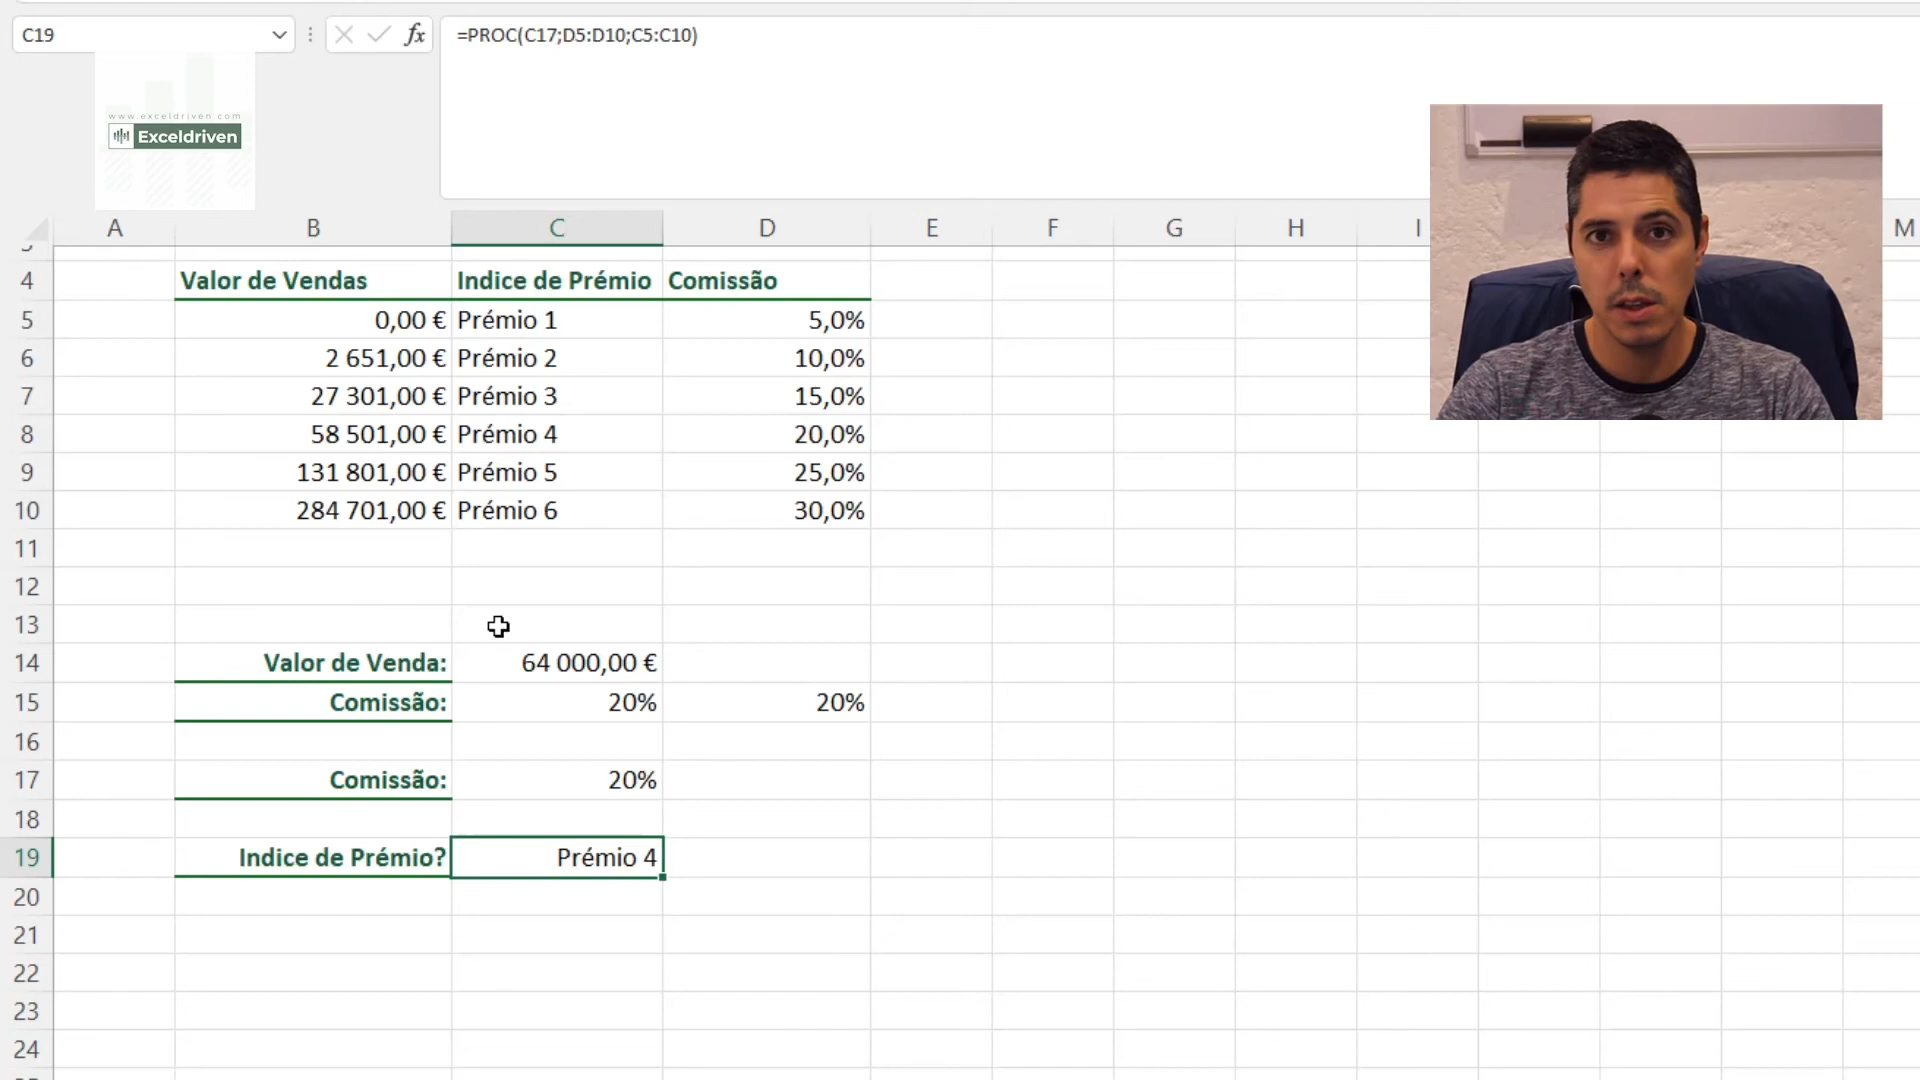 C19
fx
=PROC(C17;D5:D10;C5:C10)
www.exceldriven.com
Exceldriven
A B C D E F G H I M
4 Valor de Vendas Indice de Prémio Comissão
5 0,00 € Prémio 1 5,0%
6 2 651,00 € Prémio 2 10,0%
7 27 301,00 € Prémio 3 15,0%
8 58 501,00 € Prémio 4 20,0%
9 131 801,00 € Prémio 5 25,0%
10 284 701,00 € Prémio 6 30,0%
11
12
13
14 Valor de Venda: 64 000,00 €
15 Comissão: 20% 20%
16
17 Comissão: 20%
18
19 Indice de Prémio? Prémio 4
20
21
22
23
24